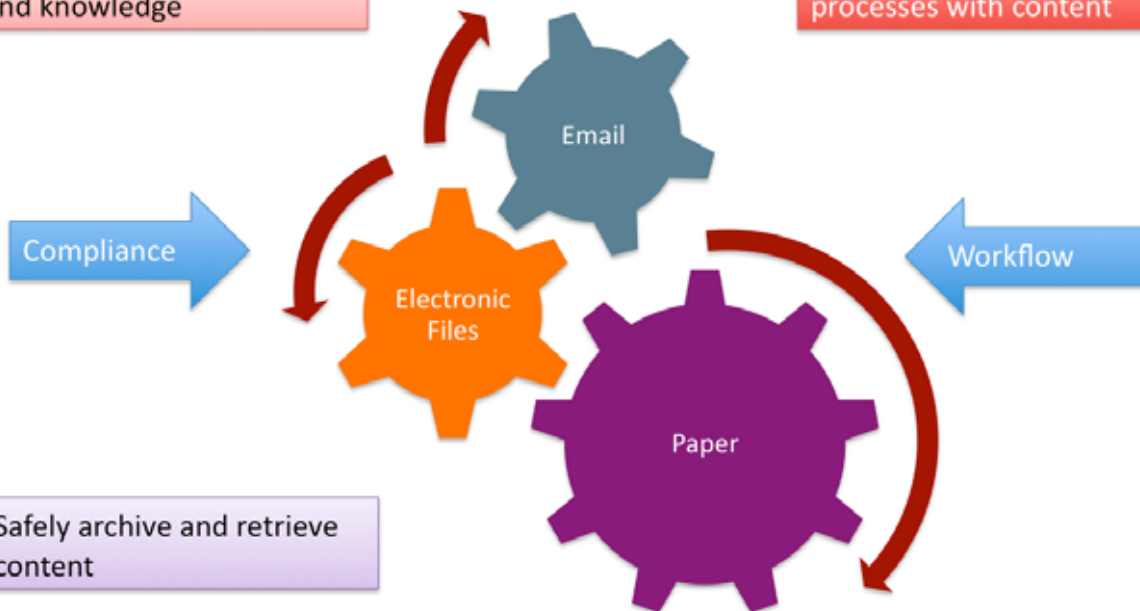 nd knowledge
processes with content
Email
Compliance
Workflow
Electronic
Files
Paper
Safely archive and retrieve
content